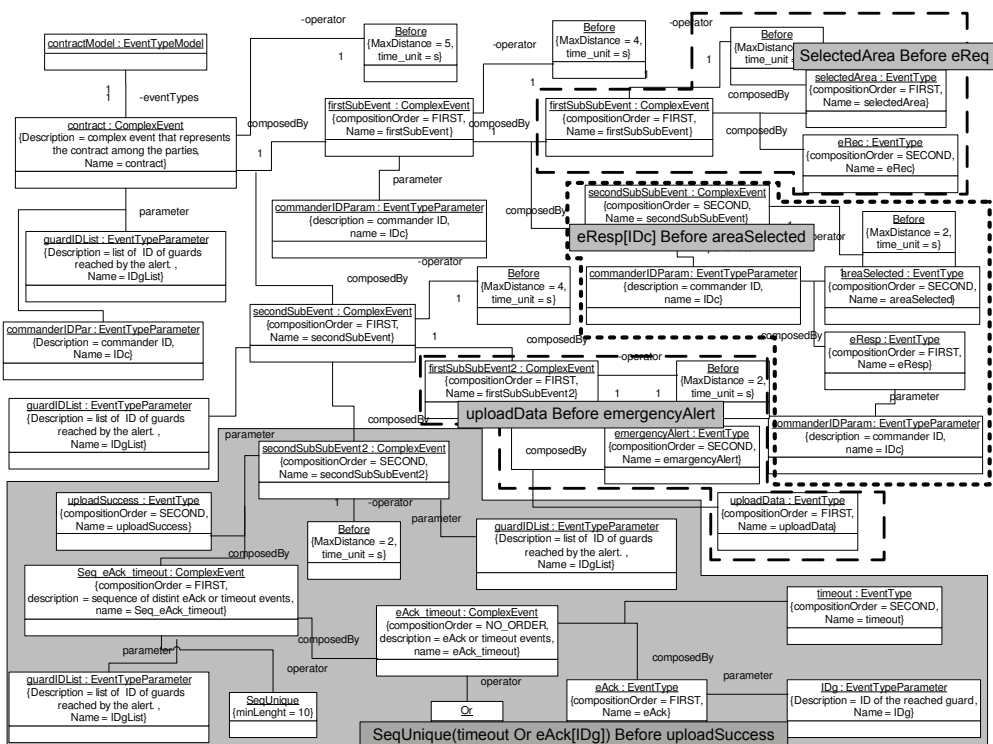 contractModel : EventTypeModel
1
1
-eventTypes
contract : ComplexEvent
{Description = complex event that represents
the contract among the parties,
Name = contract}
-operator
1
1
Before
{MaxDistance = 5,
time_unit = s}
firstSubEvent : ComplexEvent
{compositionOrder = FIRST,
Name = firstSubEvent}
composedBy
-operator
1
1
Before
{MaxDistance = 4,
time_unit = s}
firstSubEvent : ComplexEvent
{compositionOrder = FIRST,
Name = firstSubEvent}
composedBy
-operator
1
1
Before
{MaxDistance
time_unit
SelectedArea Before eReq
selectedArea : EventType
{compositionOrder = FIRST,
Name = selectedArea}
composedBy
composedBy
eRec : EventType
{compositionOrder = SECOND,
Name = eRec}
parameter
commanderIDParam : EventTypeParameter
{description = commander ID,
name = IDc}
composedBy
secondSubSubEvent : ComplexEvent
{compositionOrder = SECOND,
Name = secondSubSubEvent}
eResp[IDc] Before areaSelected
perator
Before
{MaxDistance = 2,
time_unit = s}
commanderIDParam: EventTypeParameter
{description = commander ID,
name = IDc}
areaSelected : EventType
{compositionOrder = SECOND,
Name = areaSelected}
composedBy
eResp : EventType
{compositionOrder = FIRST,
Name = eResp}
parameter
commanderIDParam: EventTypeParameter
{description = commander ID,
name = IDc}
parameter
guardIDList : EventTypeParameter
{Description = list of ID of guards
reached by the alert. ,
Name = IDgList}
commanderIDPar : EventTypeParameter
{Description = commander ID,
Name = IDc}
composedBy
-operator
1
1
Before
{MaxDistance = 4,
time_unit = s}
secondSubEvent : ComplexEvent
{compositionOrder = FIRST,
Name = secondSubEvent}
guardIDList : EventTypeParameter
{Description = list of ID of guards
reached by the alert. ,
Name = IDgList}
parameter
composedBy
firstSubEvent2 : ComplexEvent
{compositionOrder = FIRST,
Name = firstSubEvent2}
-operator
1
1
Before
{MaxDistance = 2,
time_unit = s}
uploadData Before emergencyAlert
composedBy
emergencyAlert : EventType
{compositionOrder = SECOND,
Name = emargencyAlert}
uploadData : EventType
{compositionOrder = FIRST,
Name = uploadData}
secondSubSubEvent2 : ComplexEvent
{compositionOrder = SECOND,
Name = secondSubSubEvent2}
1
-operator
parameter
Before
{MaxDistance = 2,
time_unit = s}
guardIDList : EventTypeParameter
{Description = list of ID of guards
reached by the alert. ,
Name = IDgList}
uploadSuccess : EventType
{compositionOrder = SECOND,
Name = uploadSuccess}
composedBy
Seq_eAck_timeout : ComplexEvent
{compositionOrder = FIRST,
description = sequence of distint eAck or timeout events,
name = Seq_eAck_timeout}
parameter
operator
composedBy
guardIDList : EventTypeParameter
{Description = list of ID of guards
reached by the alert. ,
Name = IDgList}
SeqUnique
{minLenght = 10}
eAck_timeout : ComplexEvent
{compositionOrder = NO_ORDER,
description = eAck or timeout events,
name = eAck_timeout}
operator
Or
composedBy
timeout : EventType
{compositionOrder = SECOND,
Name = timeout}
eAck : EventType
{compositionOrder = FIRST,
Name = eAck}
parameter
IDg : EventTypeParameter
{Description = ID of the reached guard,
Name = IDg}
SeqUnique(timeout Or eAck[IDg]) Before uploadSuccess